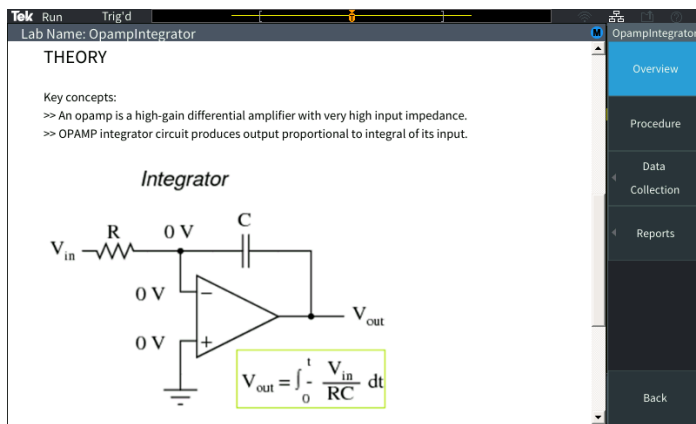 Tek Run Trig'd
T
Lab Name: OpampIntegrator
M
OpampIntegrator
THEORY
Key concepts:
>> An opamp is a high-gain differential amplifier with very high input impedance.
>> OPAMP integrator circuit produces output proportional to integral of its input.
Integrator
C
R
0 V
Vin
0 V
−
0 V
+
Vout
Vout = ∫0t - Vin/RC dt
Overview
Procedure
Data
Collection
Reports
Back